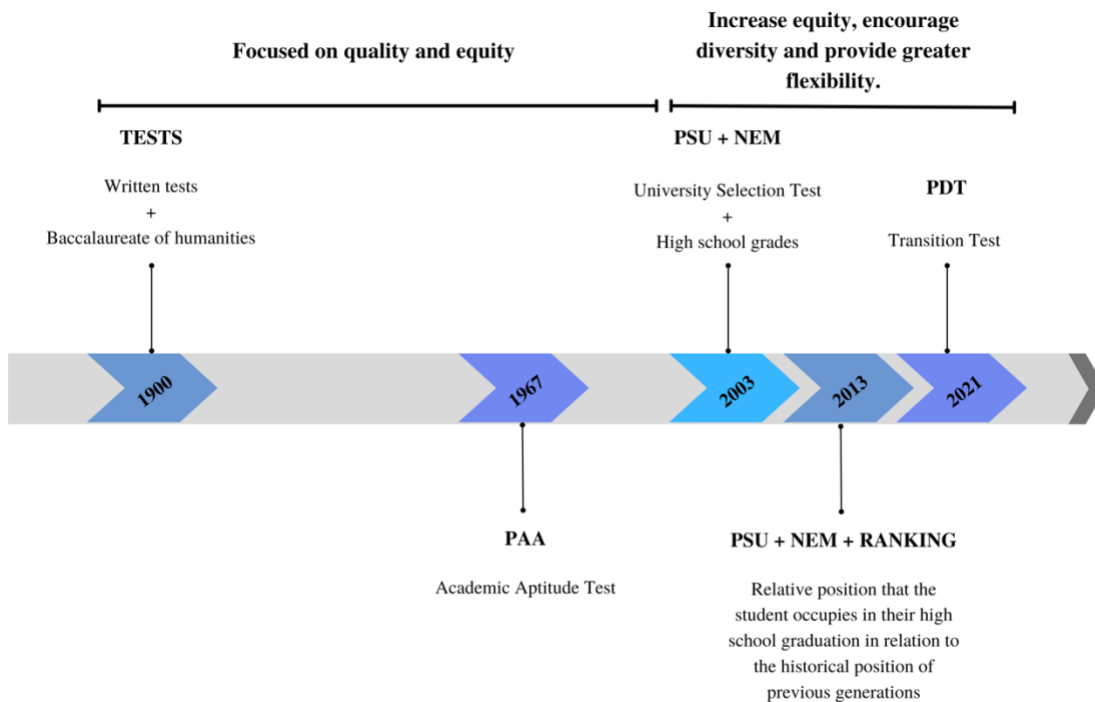 Focused on quality and equity
Increase equity, encourage
diversity and provide greater
flexibility.
TESTS
Written tests
+
Baccalaureate of humanities
PSU + NEM
University Selection Test
+
High school grades
PDT
Transition Test
1900
1967
2003
2013
2021
PAA
Academic Aptitude Test
PSU + NEM + RANKING
Relative position that the
student occupies in their high
school graduation in relation to
the historical position of
previous generations